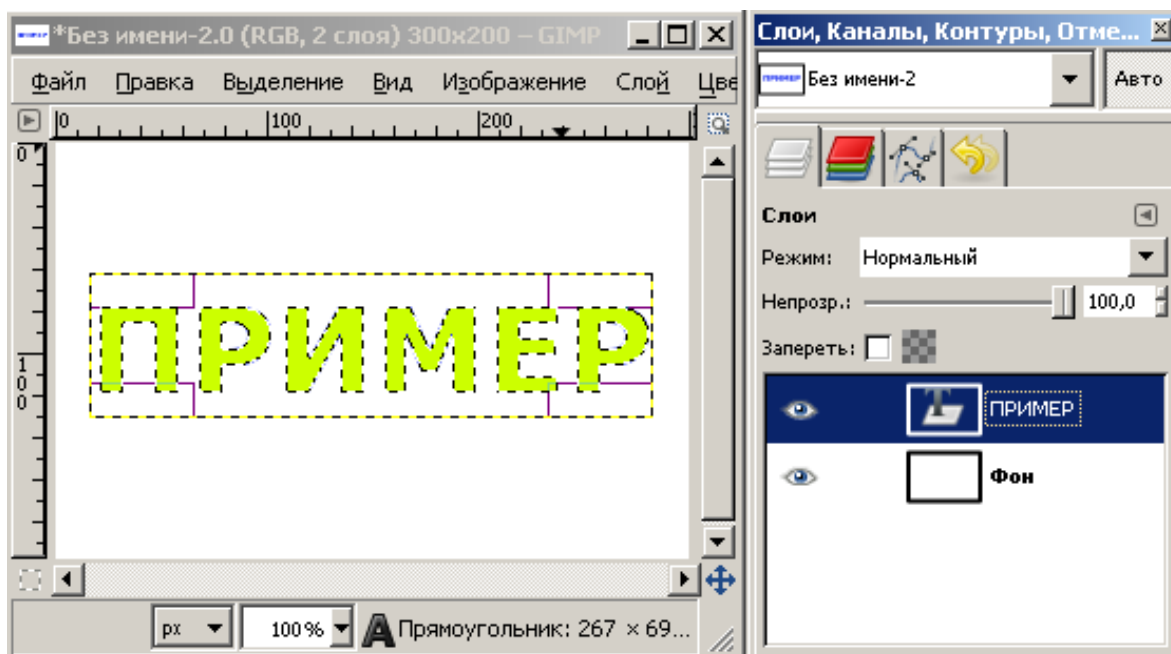 *Без имени-2.0 (RGB, 2 слоя) 300x200 – GIMP
Файл Правка Выделение Вид Изображение Слой Цве
0 100 200
0
100
ПРИМЕР
px 100% Прямоугольник: 267 × 69...
Слои, Каналы, Контуры, Отме...
Без имени-2 Авто
Слои
Режим: Нормальный
Непрозр.: 100,0
Запереть:
ПРИМЕР
Фон